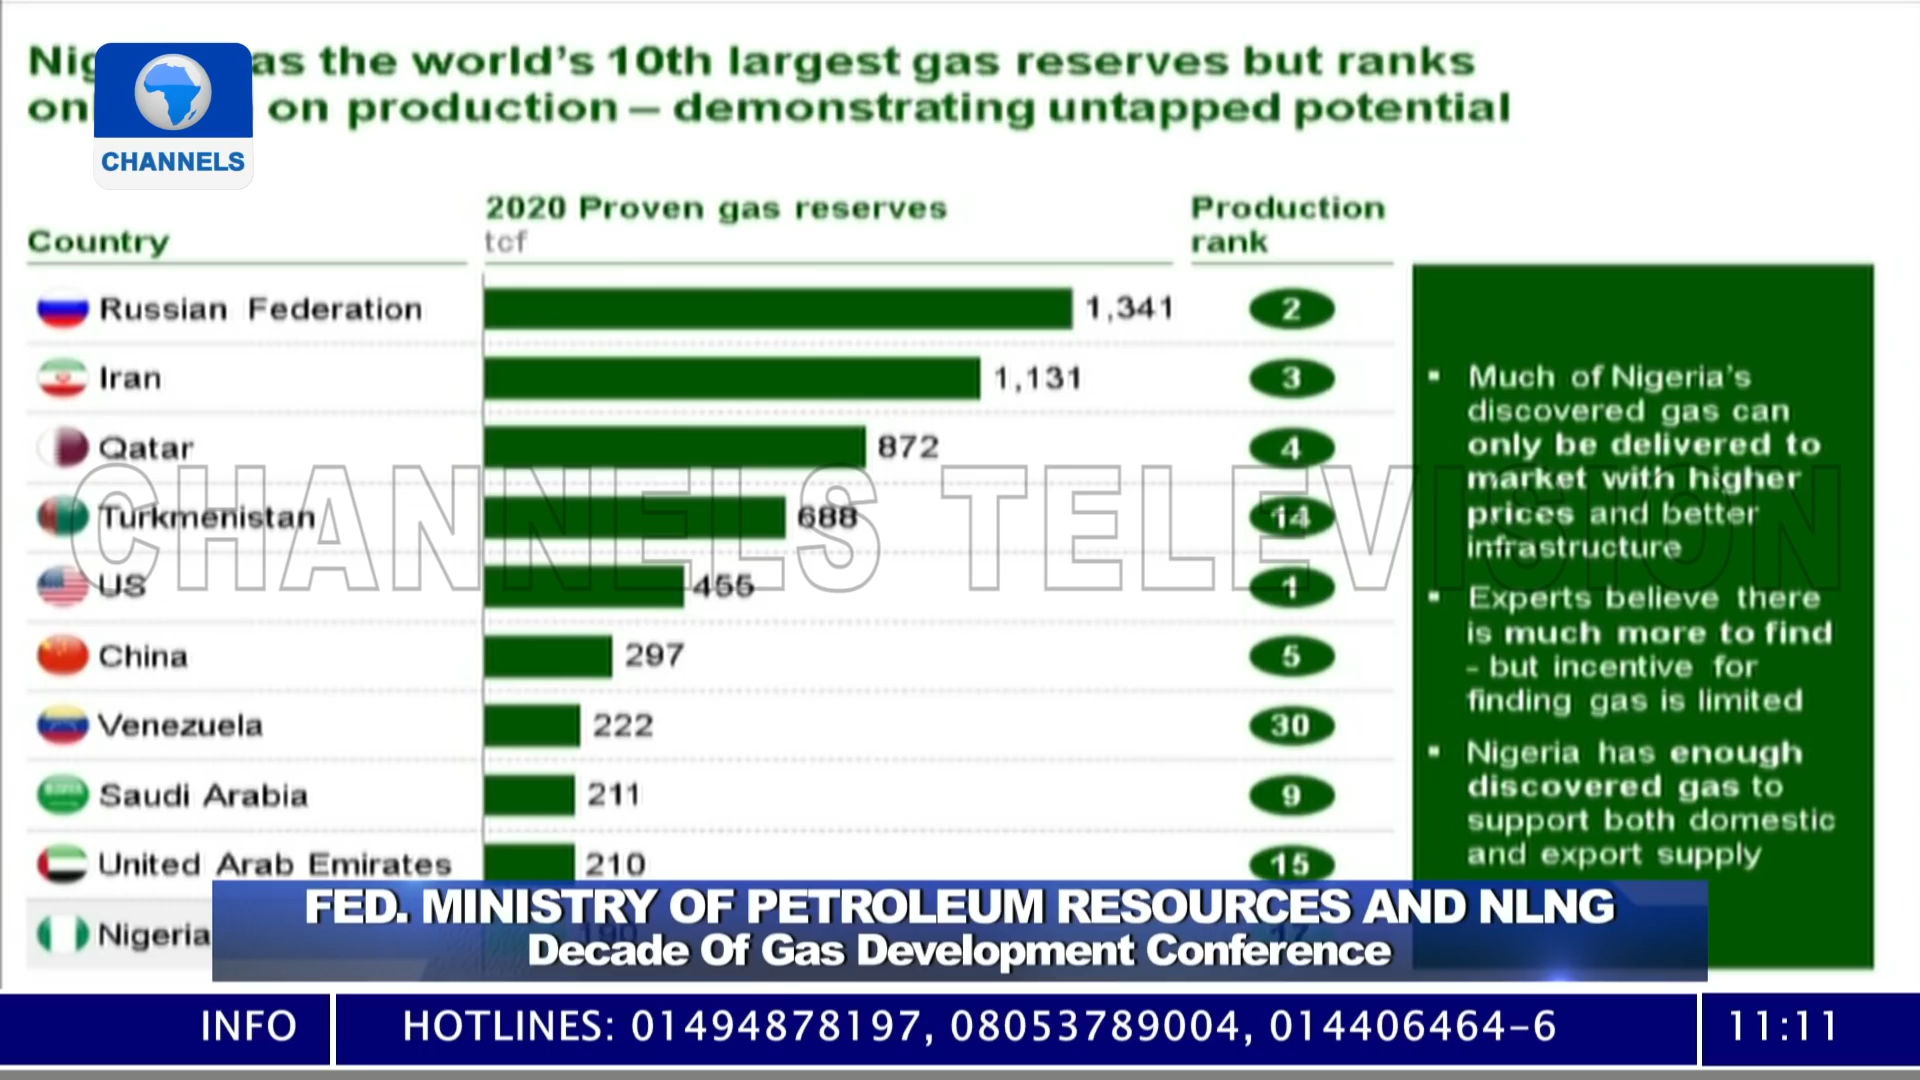 Nig as the world's 10th largest gas reserves but ranks
on on production – demonstrating untapped potential
CHANNELS
Country
2020 Proven gas reserves
tcf
Production
rank
Russian Federation 1,341 2
Iran 1,131 3
Qatar 872 4
Turkmenistan 688 14
US 455 1
China 297 5
Venezuela 222 30
Saudi Arabia 211 9
United Arab Emirates 210 15
Nigeria 190 17
▪ Much of Nigeria's
discovered gas can
only be delivered to
market with higher
prices and better
infrastructure
▪ Experts believe there
is much more to find
- but incentive for
finding gas is limited
▪ Nigeria has enough
discovered gas to
support both domestic
and export supply
CHANNELS TELEVISION
FED. MINISTRY OF PETROLEUM RESOURCES AND NLNG
Decade Of Gas Development Conference
INFO
HOTLINES: 01494878197, 08053789004, 014406464-6
11:11